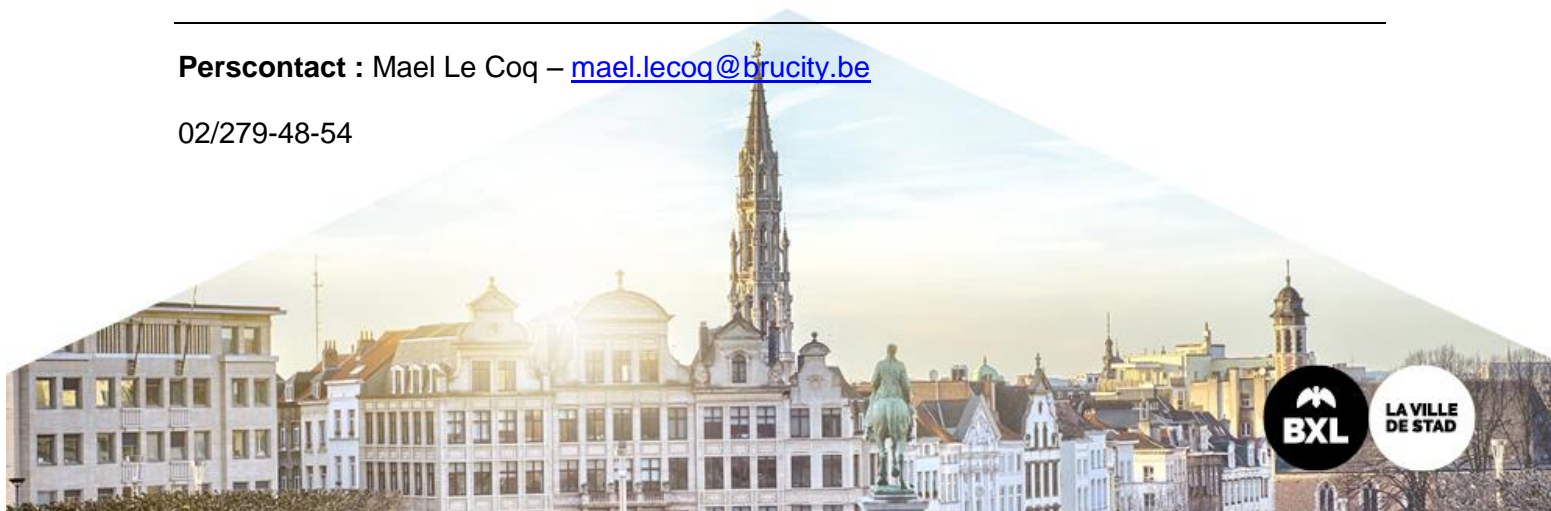 Perscontact : Mael Le Coq – mael.lecoq@brucity.be
02/279-48-54
BXL
LA VILLE
DE STAD